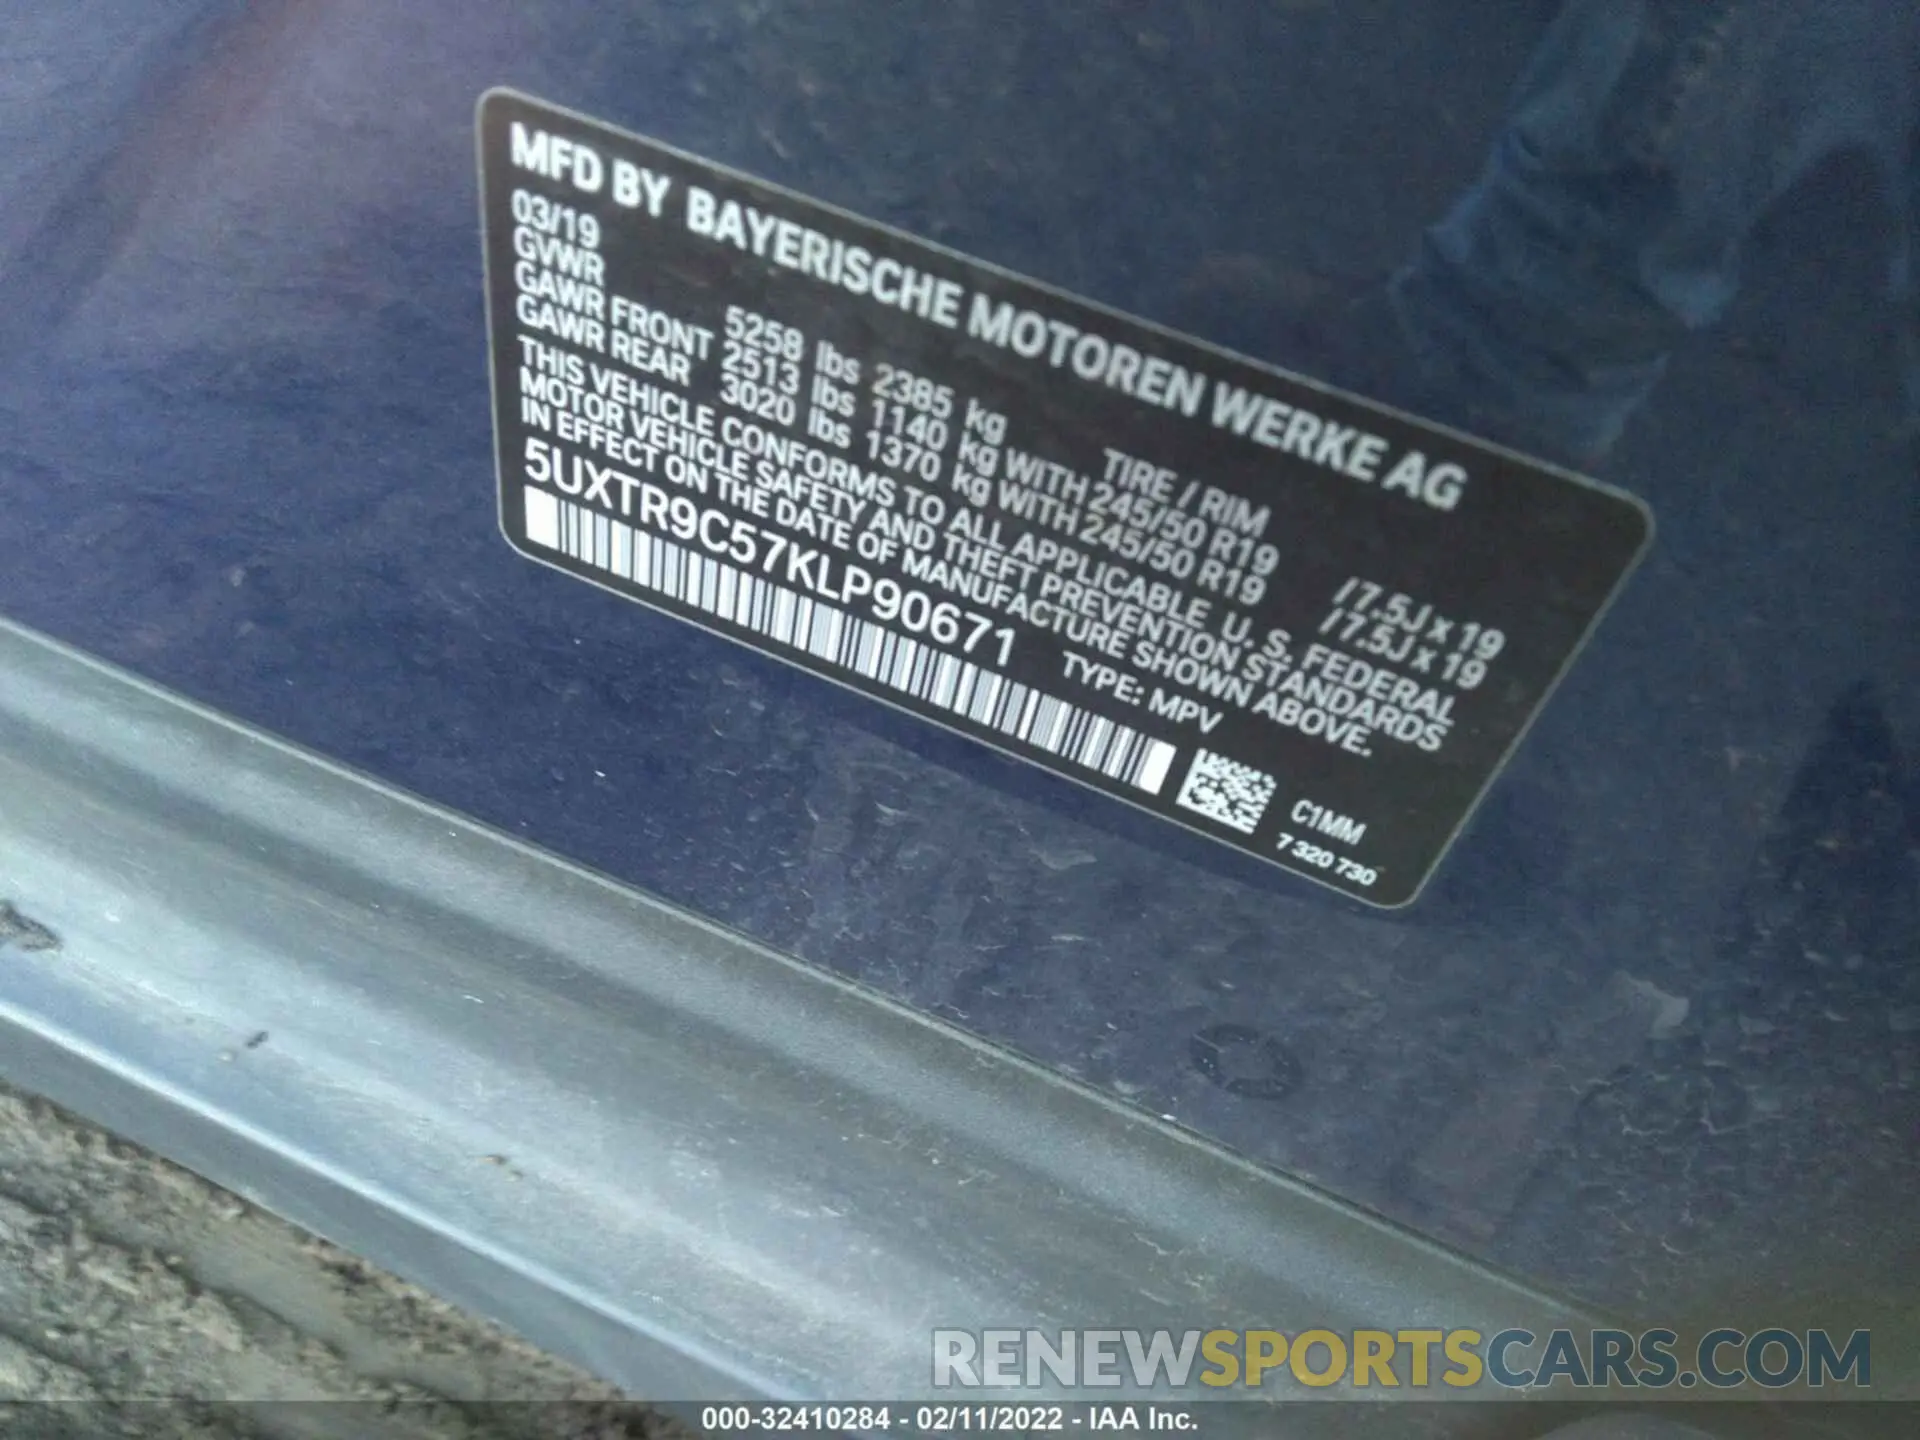 MFD BY BAYERISCHE MOTOREN WERKE AG
03/19
GVWR 5258 lbs 2385 kg TIRE / RIM
GAWR FRONT 2513 lbs 1140 kg WITH 245/50 R19 / 7.5J x 19
GAWR REAR 3020 lbs 1370 kg WITH 245/50 R19 / 7.5J x 19
THIS VEHICLE CONFORMS TO ALL APPLICABLE U. S. FEDERAL
MOTOR VEHICLE SAFETY AND THEFT PREVENTION STANDARDS
IN EFFECT ON THE DATE OF MANUFACTURE SHOWN ABOVE.
5UXTR9C57KLP90671 TYPE: MPV
C1MM
7 320 730
RENEWSPORTSCARS.COM
000-32410284 - 02/11/2022 - IAA Inc.